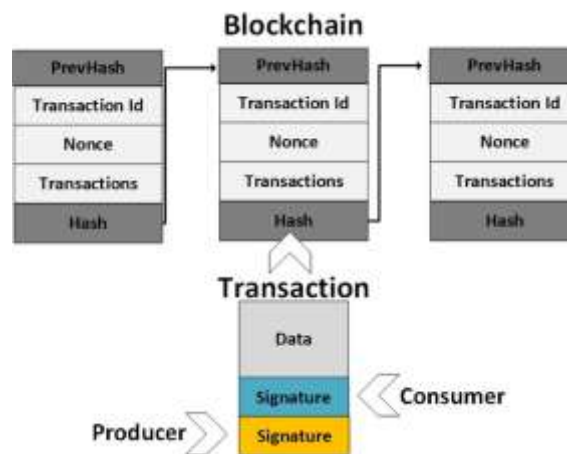 Blockchain
PrevHash
Transaction Id
Nonce
Transactions
Hash
PrevHash
Transaction Id
Nonce
Transactions
Hash
PrevHash
Transaction Id
Nonce
Transactions
Hash
Transaction
Data
Signature
Consumer
Producer
Signature